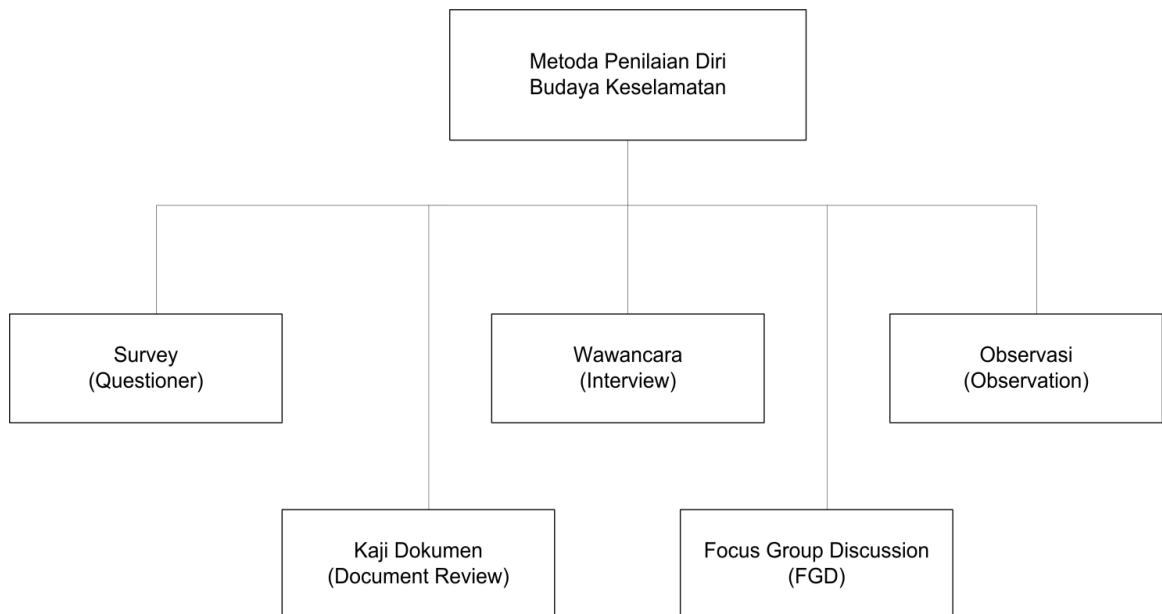 Metoda Penilaian Diri
Budaya Keselamatan
Survey
(Questioner)
Wawancara
(Interview)
Observasi
(Observation)
Kaji Dokumen
(Document Review)
Focus Group Discussion
(FGD)